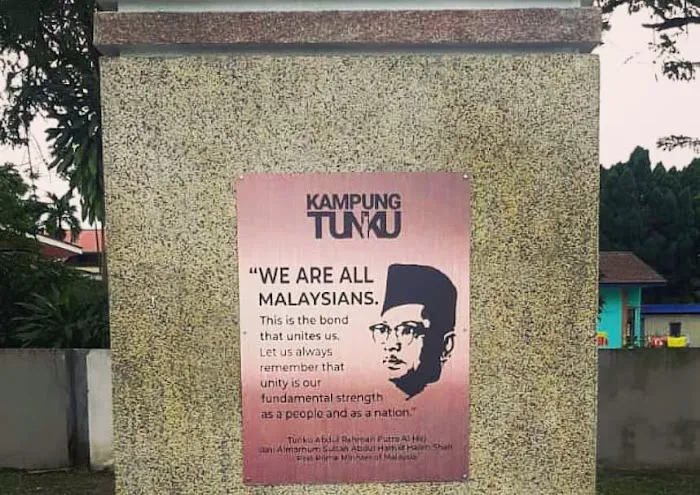 KAMPUNG
TUNKU
“WE ARE ALL
MALAYSIANS.
This is the bond
that unites us.
Let us always
remember that
unity is our
fundamental strength
as a people and as a nation.”
Tunku Abdul Rahman Putra Al-Haj
ibni Almarhum Sultan Abdul Hamid Halim Shah
First Prime Minister of Malaysia